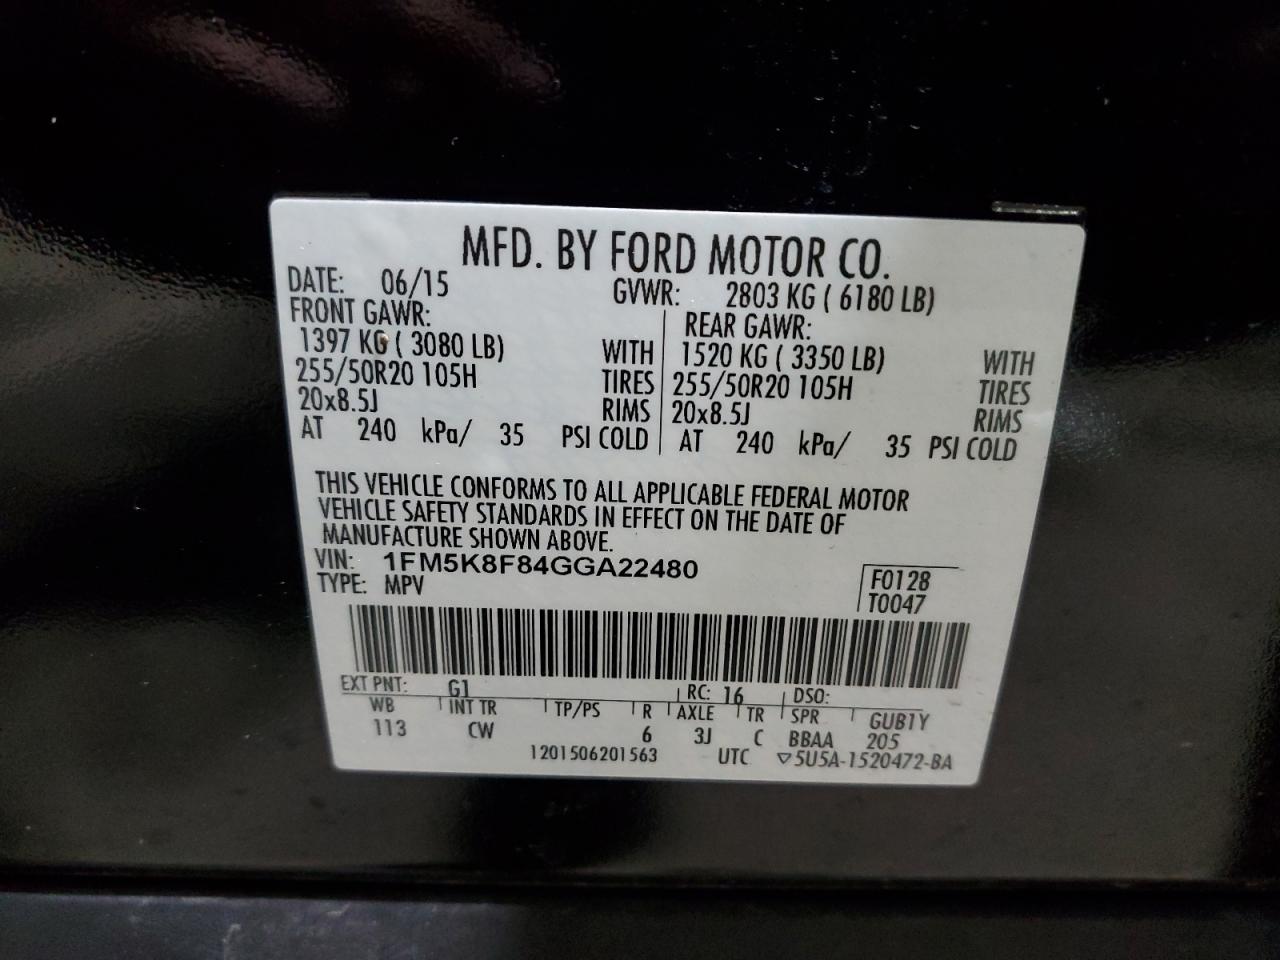 MFD. BY FORD MOTOR CO.
DATE: 06/15 GVWR: 2803 KG ( 6180 LB)
FRONT GAWR: REAR GAWR:
1397 KG ( 3080 LB) WITH 1520 KG ( 3350 LB) WITH
255/50R20 105H TIRES 255/50R20 105H TIRES
20x8.5J RIMS 20x8.5J RIMS
AT 240 kPa/ 35 PSI COLD AT 240 kPa/ 35 PSI COLD
THIS VEHICLE CONFORMS TO ALL APPLICABLE FEDERAL MOTOR
VEHICLE SAFETY STANDARDS IN EFFECT ON THE DATE OF
MANUFACTURE SHOWN ABOVE.
VIN: 1FM5K8F84GGA22480 F0128
TYPE: MPV T0047
EXT PNT: G1 RC: 16 DSO:
WB INT TR TP/PS R AXLE TR SPR GUB1Y
113 CW 6 3J C BBAA 205
1201506201563 UTC ▽5U5A-1520472-BA